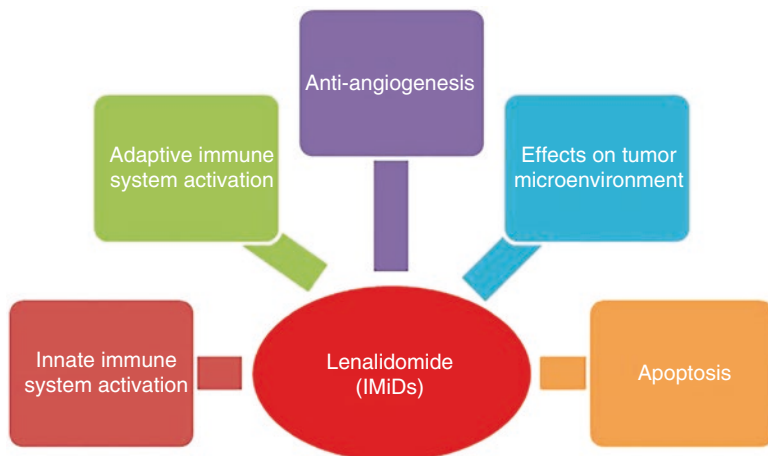 Anti-angiogenesis
Adaptive immune
system activation
Effects on tumor
microenvironment
Innate immune
system activation
Lenalidomide
(IMiDs)
Apoptosis